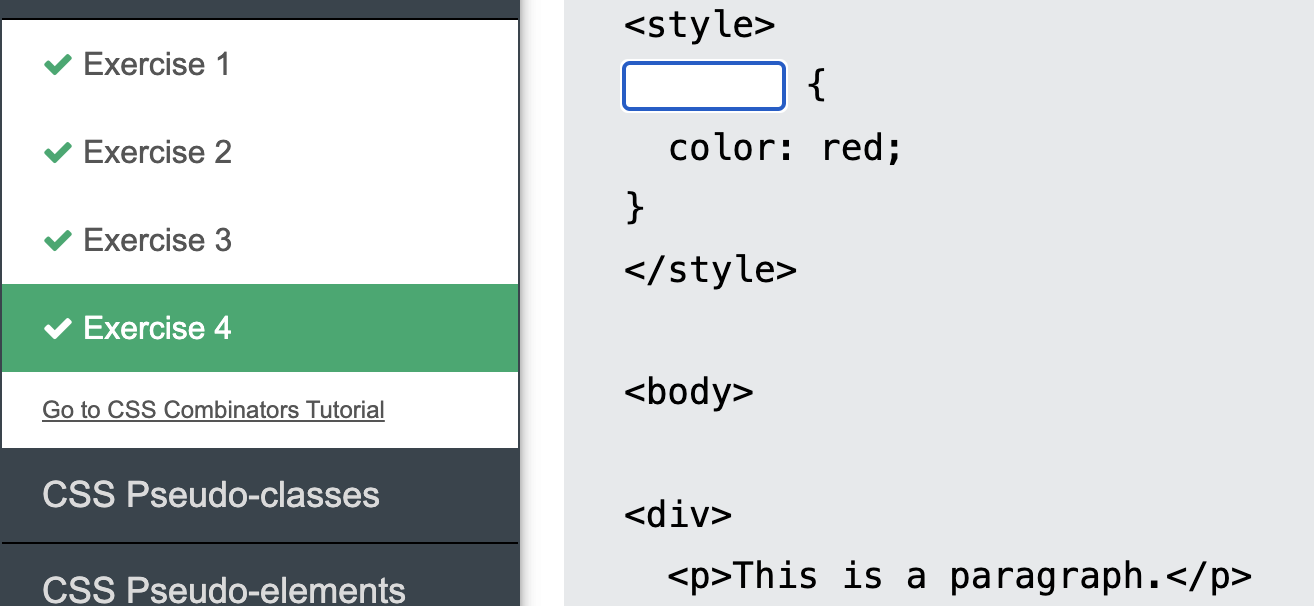 Exercise 1
Exercise 2
Exercise 3
Exercise 4
Go to CSS Combinators Tutorial
CSS Pseudo-classes
CSS Pseudo-elements
<style>
{
color: red;
}
</style>
<body>
<div>
<p>This is a paragraph.</p>